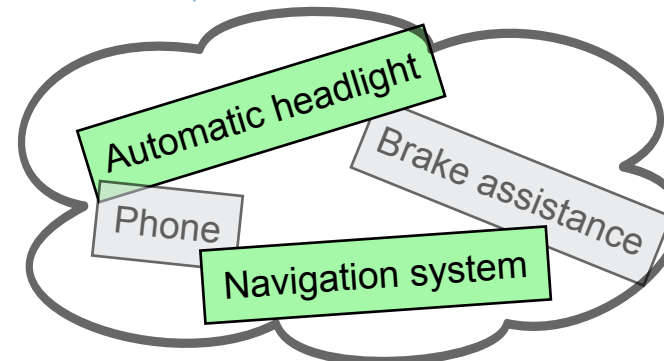 Automatic headlight
Brake assistance
Phone
Navigation system